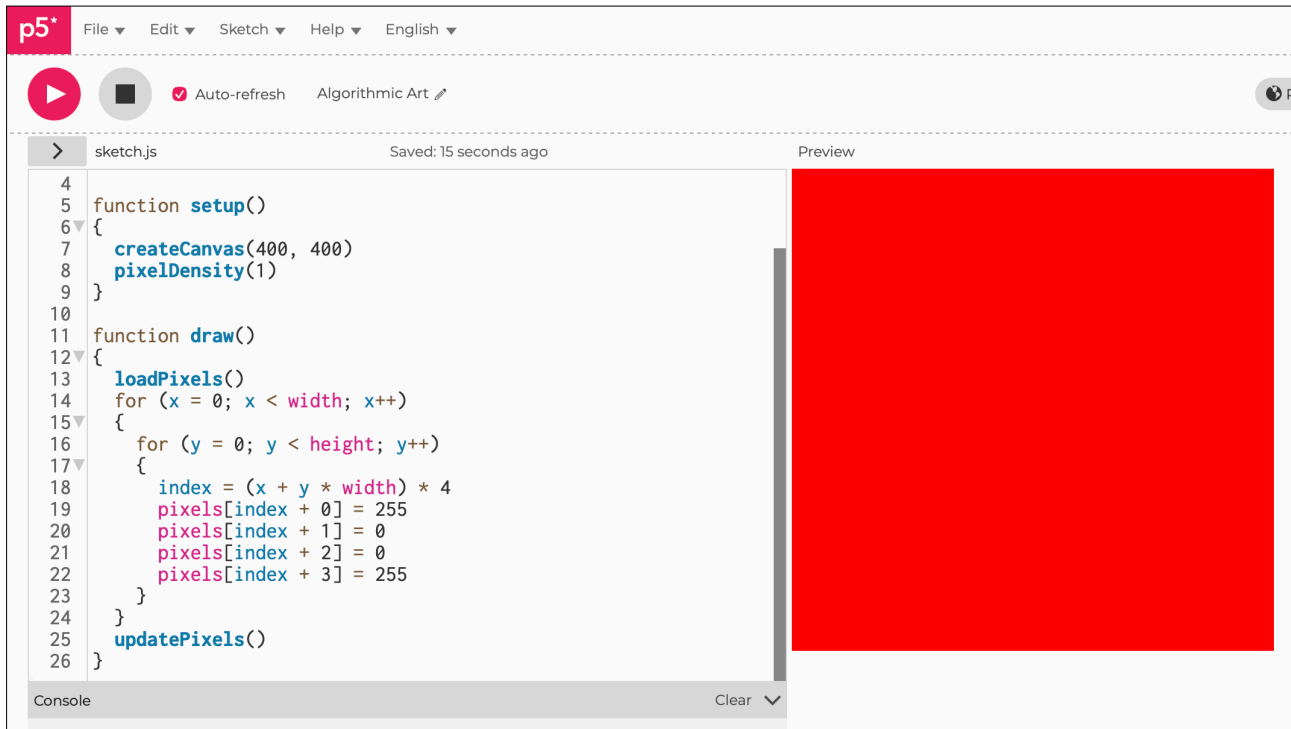 p5* File Edit Sketch Help English
Auto-refresh Algorithmic Art
sketch.js Saved: 15 seconds ago Preview
4
5 function setup()
6 {
7   createCanvas(400, 400)
8   pixelDensity(1)
9 }
10
11 function draw()
12 {
13   loadPixels()
14   for (x = 0; x < width; x++)
15   {
16     for (y = 0; y < height; y++)
17     {
18       index = (x + y * width) * 4
19       pixels[index + 0] = 255
20       pixels[index + 1] = 0
21       pixels[index + 2] = 0
22       pixels[index + 3] = 255
23     }
24   }
25   updatePixels()
26 }
Console Clear